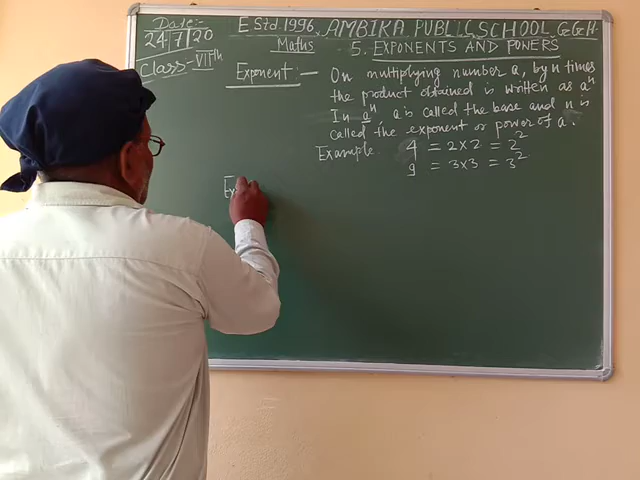 Date:-
24/7/20
Class - VIIth
EStd. 1996. AMBIKA PUBLIC SCHOOL, G.G.H.
Maths 5. EXPONENTS AND POWERS
Exponent:- On multiplying number a, by n times
the product obtained is written as aⁿ
In aⁿ, a is called the base and n is
called the exponent or power of a.
Example. 4 = 2×2 = 2²
9 = 3×3 = 3²
Ex